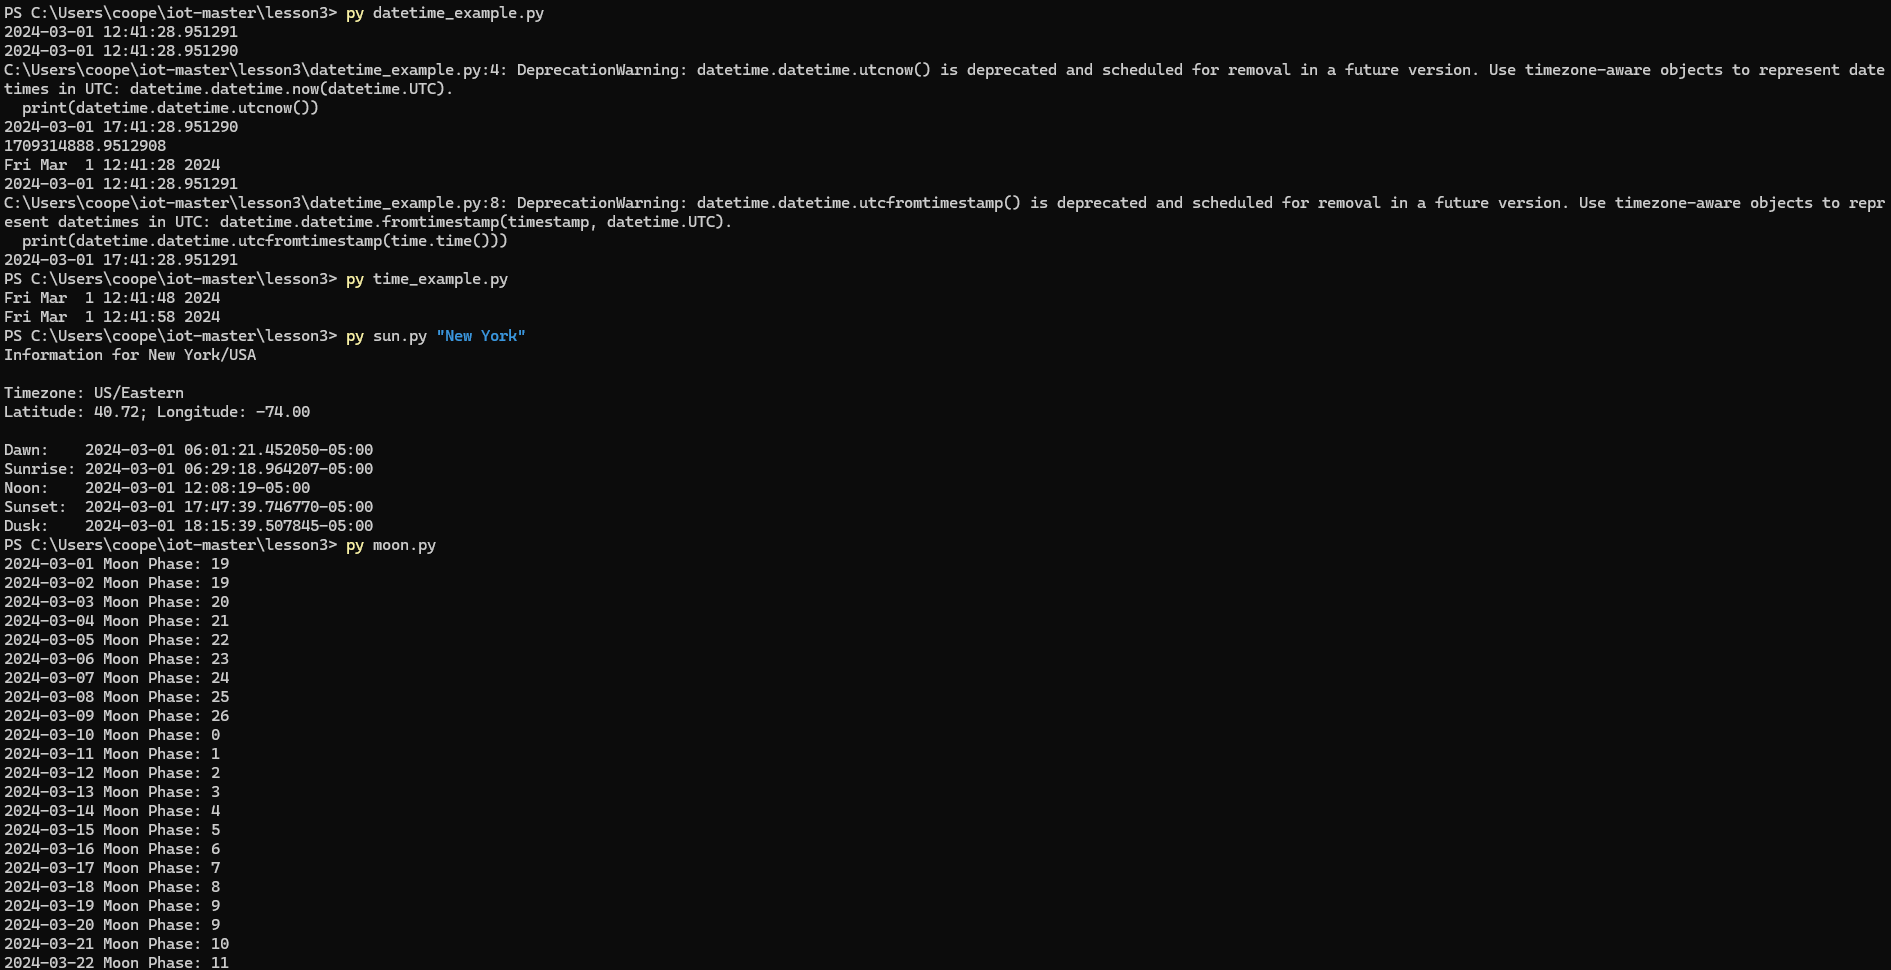 PS C:\Users\coope\iot-master\lesson3> py datetime_example.py
2024-03-01 12:41:28.951291
2024-03-01 12:41:28.951290
C:\Users\coope\iot-master\lesson3\datetime_example.py:4: DeprecationWarning: datetime.datetime.utcnow() is deprecated and scheduled for removal in a future version. Use timezone-aware objects to represent date
times in UTC: datetime.datetime.now(datetime.UTC).
  print(datetime.datetime.utcnow())
2024-03-01 17:41:28.951290
1709314888.9512908
Fri Mar  1 12:41:28 2024
2024-03-01 12:41:28.951291
C:\Users\coope\iot-master\lesson3\datetime_example.py:8: DeprecationWarning: datetime.datetime.utcfromtimestamp() is deprecated and scheduled for removal in a future version. Use timezone-aware objects to repr
esent datetimes in UTC: datetime.datetime.fromtimestamp(timestamp, datetime.UTC).
  print(datetime.datetime.utcfromtimestamp(time.time()))
2024-03-01 17:41:28.951291
PS C:\Users\coope\iot-master\lesson3> py time_example.py
Fri Mar  1 12:41:48 2024
Fri Mar  1 12:41:58 2024
PS C:\Users\coope\iot-master\lesson3> py sun.py "New York"
Information for New York/USA

Timezone: US/Eastern
Latitude: 40.72; Longitude: -74.00

Dawn:    2024-03-01 06:01:21.452050-05:00
Sunrise: 2024-03-01 06:29:18.964207-05:00
Noon:    2024-03-01 12:08:19-05:00
Sunset:  2024-03-01 17:47:39.746770-05:00
Dusk:    2024-03-01 18:15:39.507845-05:00
PS C:\Users\coope\iot-master\lesson3> py moon.py
2024-03-01 Moon Phase: 19
2024-03-02 Moon Phase: 19
2024-03-03 Moon Phase: 20
2024-03-04 Moon Phase: 21
2024-03-05 Moon Phase: 22
2024-03-06 Moon Phase: 23
2024-03-07 Moon Phase: 24
2024-03-08 Moon Phase: 25
2024-03-09 Moon Phase: 26
2024-03-10 Moon Phase: 0
2024-03-11 Moon Phase: 1
2024-03-12 Moon Phase: 2
2024-03-13 Moon Phase: 3
2024-03-14 Moon Phase: 4
2024-03-15 Moon Phase: 5
2024-03-16 Moon Phase: 6
2024-03-17 Moon Phase: 7
2024-03-18 Moon Phase: 8
2024-03-19 Moon Phase: 9
2024-03-20 Moon Phase: 9
2024-03-21 Moon Phase: 10
2024-03-22 Moon Phase: 11